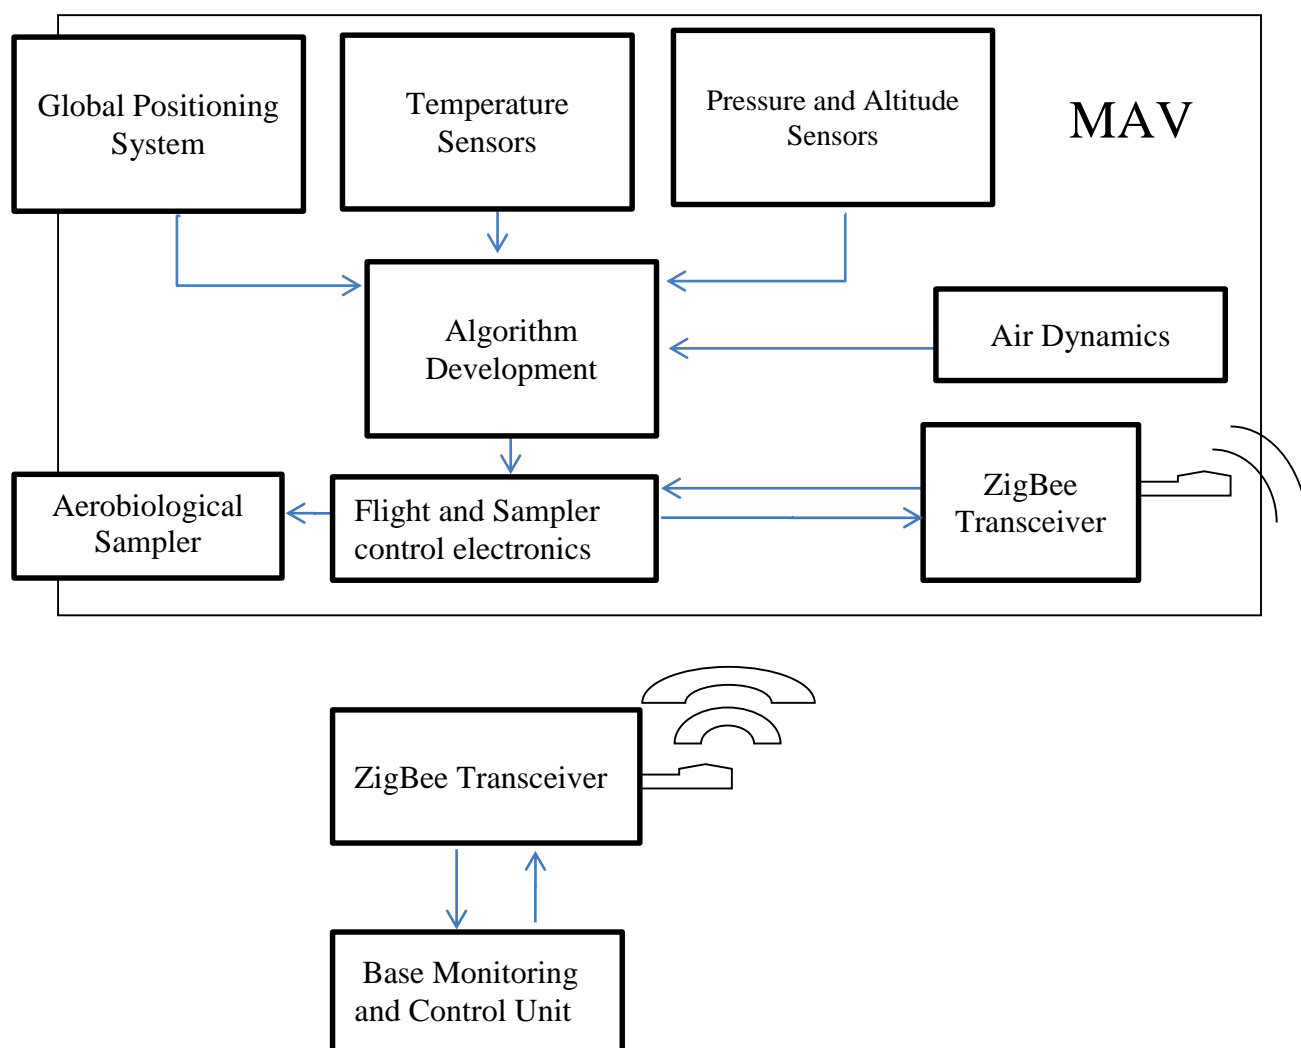 Global Positioning
System
Temperature
Sensors
Pressure and Altitude
Sensors
MAV
Algorithm
Development
Air Dynamics
Aerobiological
Sampler
Flight and Sampler
control electronics
ZigBee
Transceiver
ZigBee Transceiver
Base Monitoring
and Control Unit